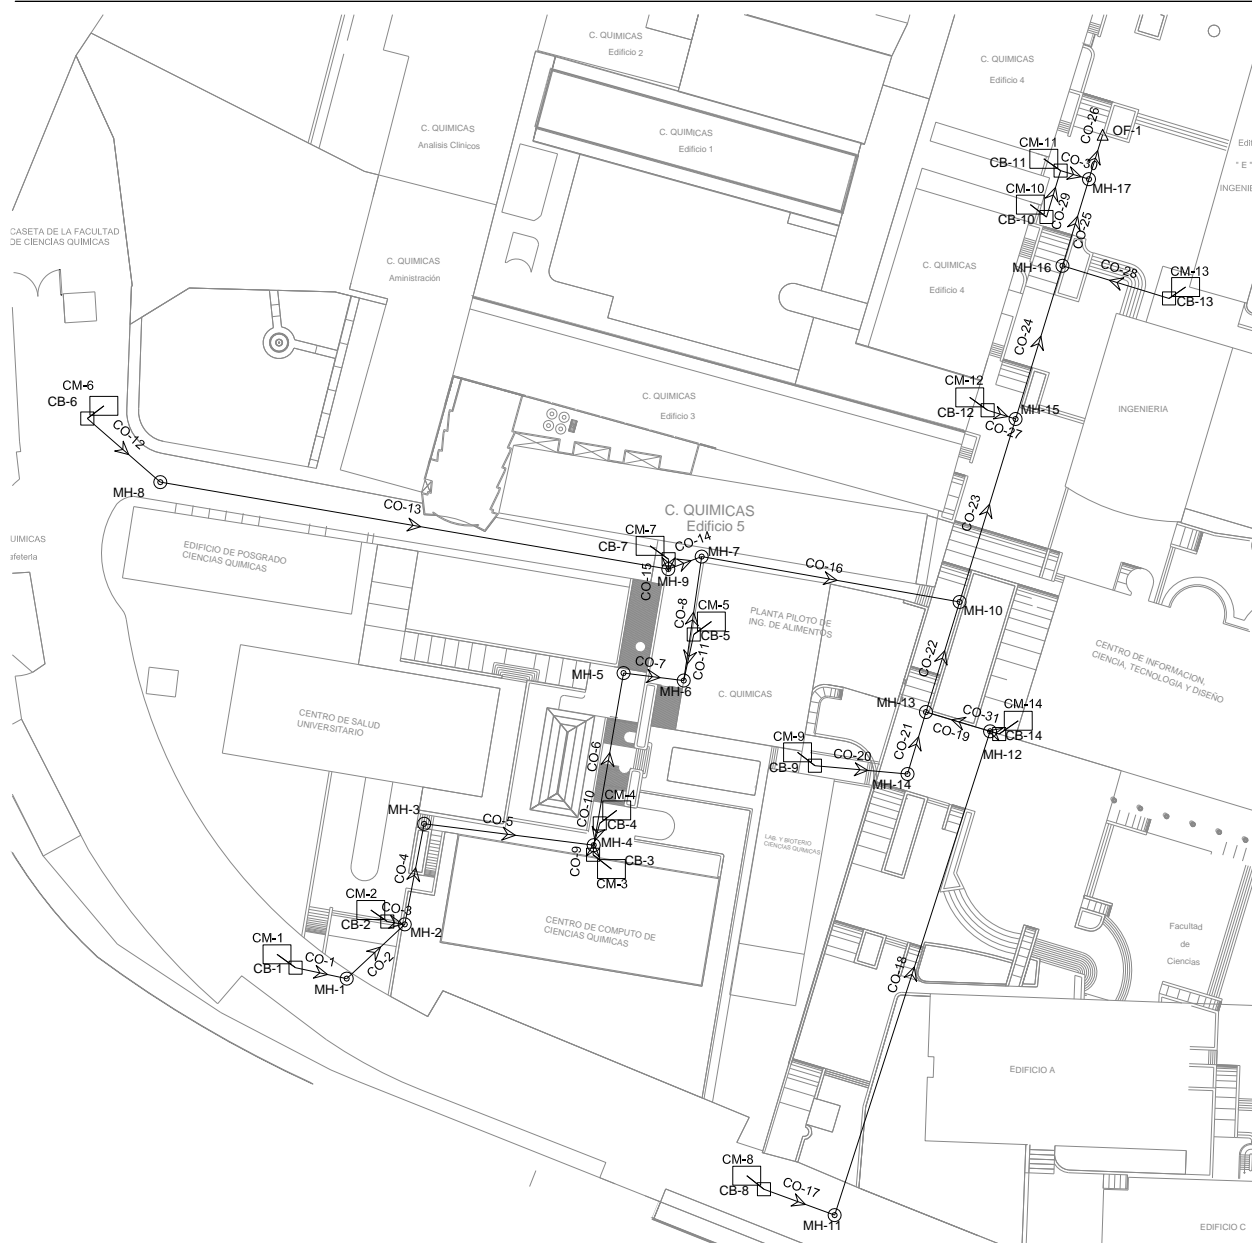 C. QUIMICAS
Edificio 2
C. QUIMICAS
Edificio 4
C. QUIMICAS
Analisis Clinicos
C. QUIMICAS
Edificio 1
CO-26
OF-1
CM-11
CB-11
CO-30
MH-17
" E "
CM-10
CB-10
CO-29
CO-25
CASETA DE LA FACULTAD
DE CIENCIAS QUÍMICAS
C. QUIMICAS
Aministración
C. QUIMICAS
Edificio 4
MH-16
CO-28
CM-13
CB-13
CO-24
CM-6
CB-6
CO-12
C. QUIMICAS
Edificio 3
CM-12
CB-12
MH-15
CO-27
INGENIERIA
MH-8
CO-13
C. QUIMICAS
Edificio 5
CO-23
EDIFICIO DE POSGRADO
CIENCIAS QUIMICAS
CM-7
CB-7
CO-14
MH-7
CO-15
MH-9
CO-16
MH-10
CO-8
CM-5
CB-5
PLANTA PILOTO DE
ING. DE ALIMENTOS
CO-22
CENTRO DE INFORMACION,
CIENCIA, TECNOLOGIA Y DISEÑO
MH-5
CO-7
CO-11
MH-6
C. QUIMICAS
MH-13
CO-31
CM-14
CO-19
CB-14
MH-12
CENTRO DE SALUD
UNIVERSITARIO
CO-6
CM-9
CB-9
CO-20
CO-21
MH-14
MH-3
CO-5
CO-10
CM-4
CB-4
MH-4
CO-9
CB-3
CM-3
LAB. Y BIOTERIO
CIENCIAS QUIMICAS
CO-4
CM-2
CB-2
CO-3
MH-2
CENTRO DE COMPUTO DE
CIENCIAS QUIMICAS
Facultad
de
Ciencias
CM-1
CB-1
CO-1
MH-1
CO-2
CO-18
EDIFICIO A
CM-8
CB-8
CO-17
MH-11
EDIFICIO C